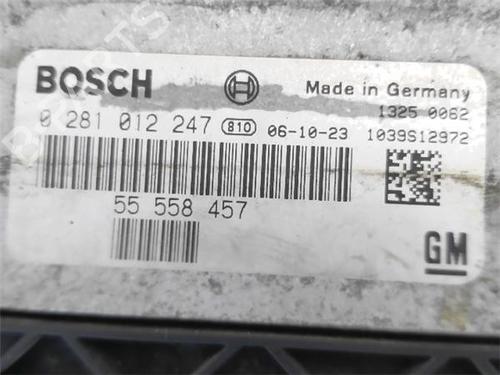 BOSCH
Made in Germany
1325 0062
0 281 012 247 810 06-10-23 1039S12972
55 558 457
GM